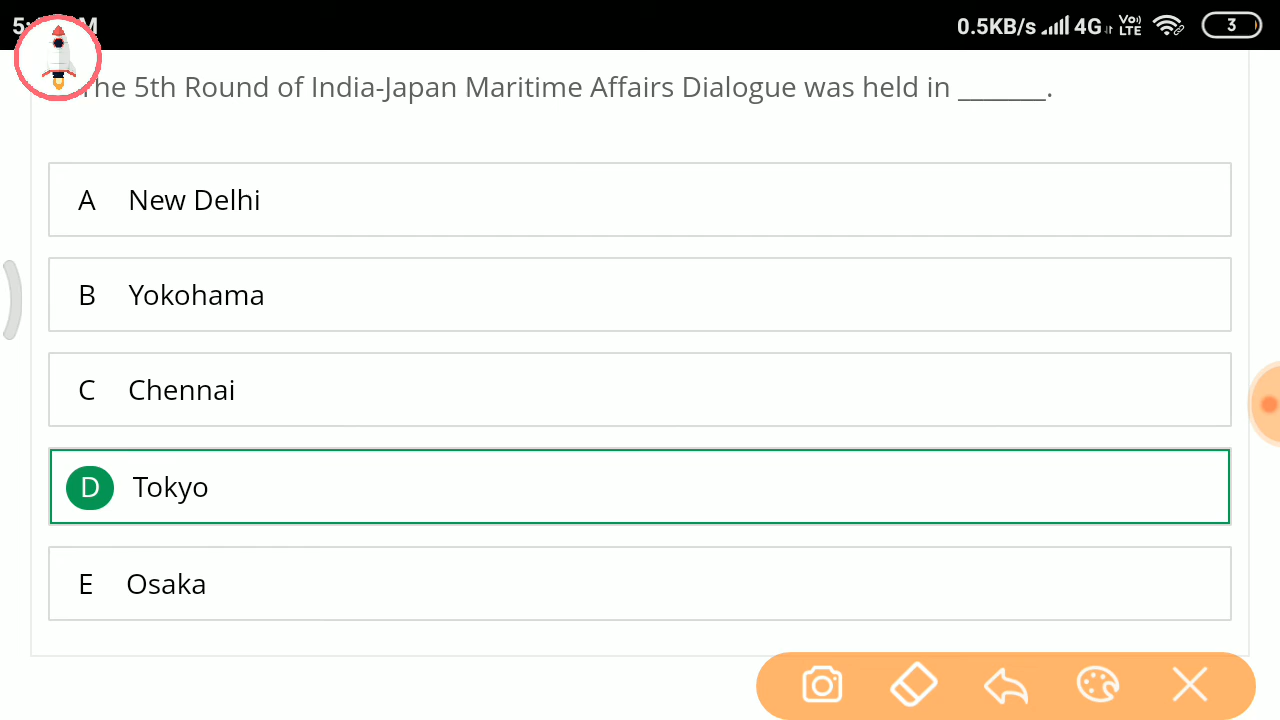 0.5KB/s 4G Vo) LTE 3
he 5th Round of India-Japan Maritime Affairs Dialogue was held in _______.
A New Delhi
B Yokohama
C Chennai
D Tokyo
E Osaka